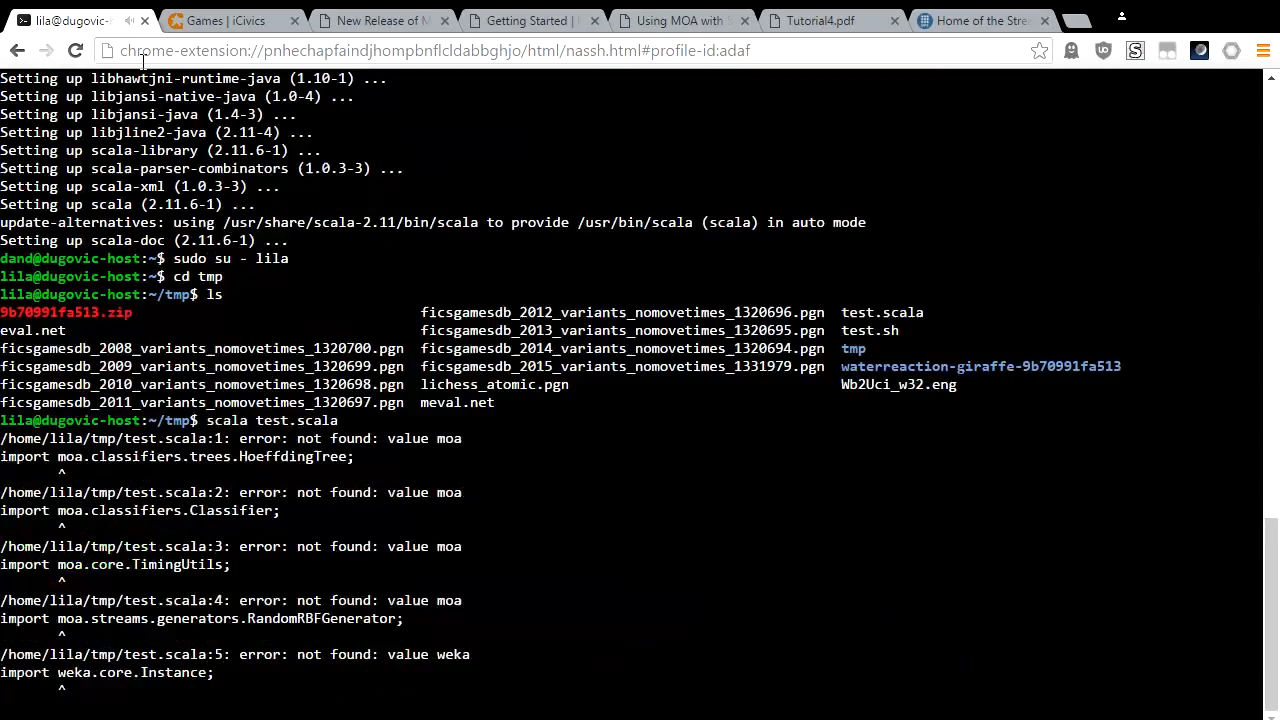 lila@dugovic-host:
Games | iCivics
New Release of M
Getting Started |
Using MOA with S
Tutorial4.pdf
Home of the Stre
chrome-extension://pnhechapfaindjhompbnflcldabbghjo/html/nassh.html#profile-id:adaf
Setting up libhawtjni-runtime-java (1.10-1) ...
Setting up libjansi-native-java (1.0-4) ...
Setting up libjansi-java (1.4-3) ...
Setting up libjline2-java (2.11-4) ...
Setting up scala-library (2.11.6-1) ...
Setting up scala-parser-combinators (1.0.3-3) ...
Setting up scala-xml (1.0.3-3) ...
Setting up scala (2.11.6-1) ...
update-alternatives: using /usr/share/scala-2.11/bin/scala to provide /usr/bin/scala (scala) in auto mode
Setting up scala-doc (2.11.6-1) ...
dand@dugovic-host:~$ sudo su - lila
lila@dugovic-host:~$ cd tmp
lila@dugovic-host:~/tmp$ ls
9b70991fa513.zip ficsgamesdb_2012_variants_nomovetimes_1320696.pgn test.scala
eval.net ficsgamesdb_2013_variants_nomovetimes_1320695.pgn test.sh
ficsgamesdb_2008_variants_nomovetimes_1320700.pgn ficsgamesdb_2014_variants_nomovetimes_1320694.pgn tmp
ficsgamesdb_2009_variants_nomovetimes_1320699.pgn ficsgamesdb_2015_variants_nomovetimes_1331979.pgn waterreaction-giraffe-9b70991fa513
ficsgamesdb_2010_variants_nomovetimes_1320698.pgn lichess_atomic.pgn Wb2Uci_w32.eng
ficsgamesdb_2011_variants_nomovetimes_1320697.pgn meval.net
lila@dugovic-host:~/tmp$ scala test.scala
/home/lila/tmp/test.scala:1: error: not found: value moa
import moa.classifiers.trees.HoeffdingTree;
^
/home/lila/tmp/test.scala:2: error: not found: value moa
import moa.classifiers.Classifier;
^
/home/lila/tmp/test.scala:3: error: not found: value moa
import moa.core.TimingUtils;
^
/home/lila/tmp/test.scala:4: error: not found: value moa
import moa.streams.generators.RandomRBFGenerator;
^
/home/lila/tmp/test.scala:5: error: not found: value weka
import weka.core.Instance;
^